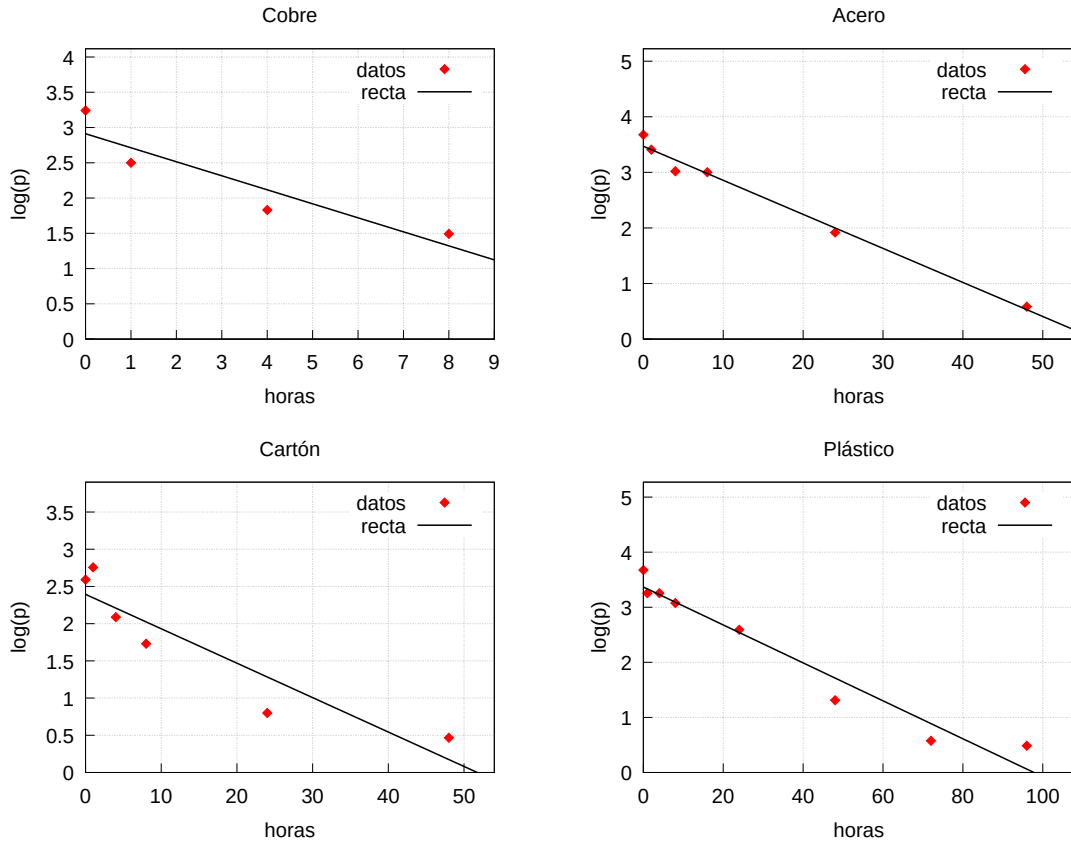 Cobre
4
3.5
3
2.5
2
1.5
1
0.5
0
log(p)
datos
recta
0 1 2 3 4 5 6 7 8 9
horas
Acero
5
4
3
2
1
0
log(p)
datos
recta
0 10 20 30 40 50
horas
Cartón
3.5
3
2.5
2
1.5
1
0.5
0
log(p)
datos
recta
0 10 20 30 40 50
horas
Plástico
5
4
3
2
1
0
log(p)
datos
recta
0 20 40 60 80 100
horas